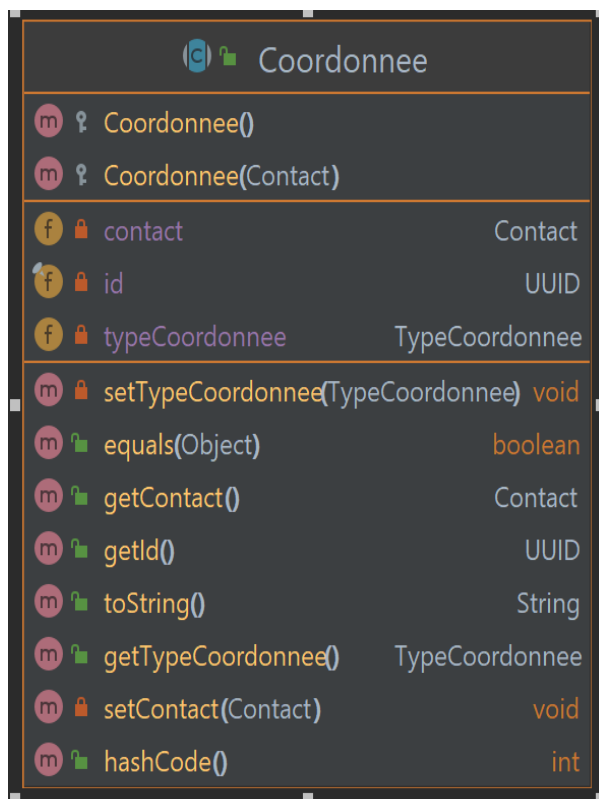 Coordonnee
Coordonnee()
Coordonnee(Contact)
contact Contact
id UUID
typeCoordonnee TypeCoordonnee
setTypeCoordonnee(TypeCoordonnee) void
equals(Object) boolean
getContact() Contact
getId() UUID
toString() String
getTypeCoordonnee() TypeCoordonnee
setContact(Contact) void
hashCode() int